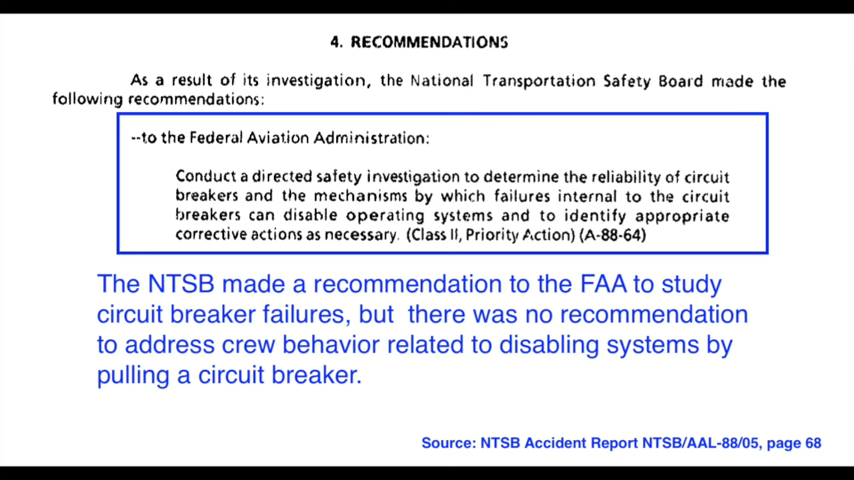 4. RECOMMENDATIONS
As a result of its investigation, the National Transportation Safety Board made the
following recommendations:
--to the Federal Aviation Administration:
Conduct a directed safety investigation to determine the reliability of circuit
breakers and the mechanisms by which failures internal to the circuit
breakers can disable operating systems and to identify appropriate
corrective actions as necessary. (Class II, Priority Action) (A-88-64)
The NTSB made a recommendation to the FAA to study
circuit breaker failures, but there was no recommendation
to address crew behavior related to disabling systems by
pulling a circuit breaker.
Source: NTSB Accident Report NTSB/AAL-88/05, page 68